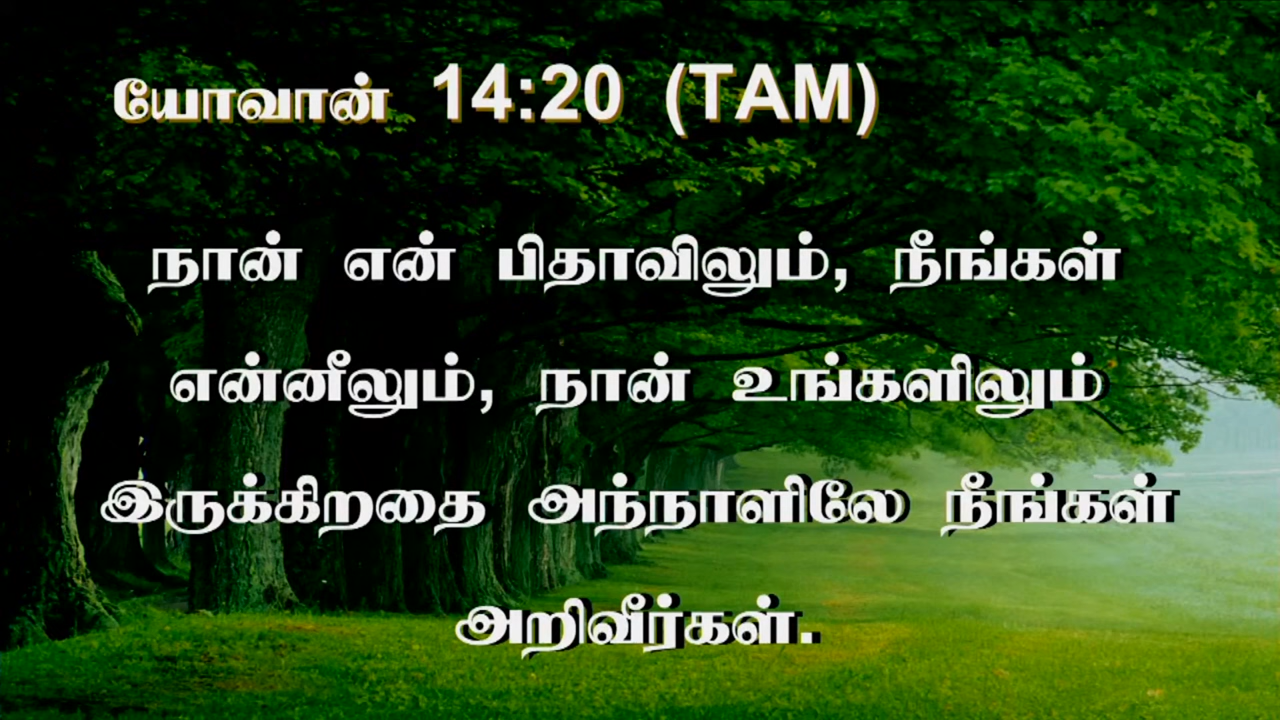 யோவான் 14:20 (TAM)
நான் என் பிதாவிலும், நீங்கள்
என்னீலும், நான் உங்களிலும்
இருக்கிறதை அந்நாளிலே நீங்கள்
அறிவீர்கள்.